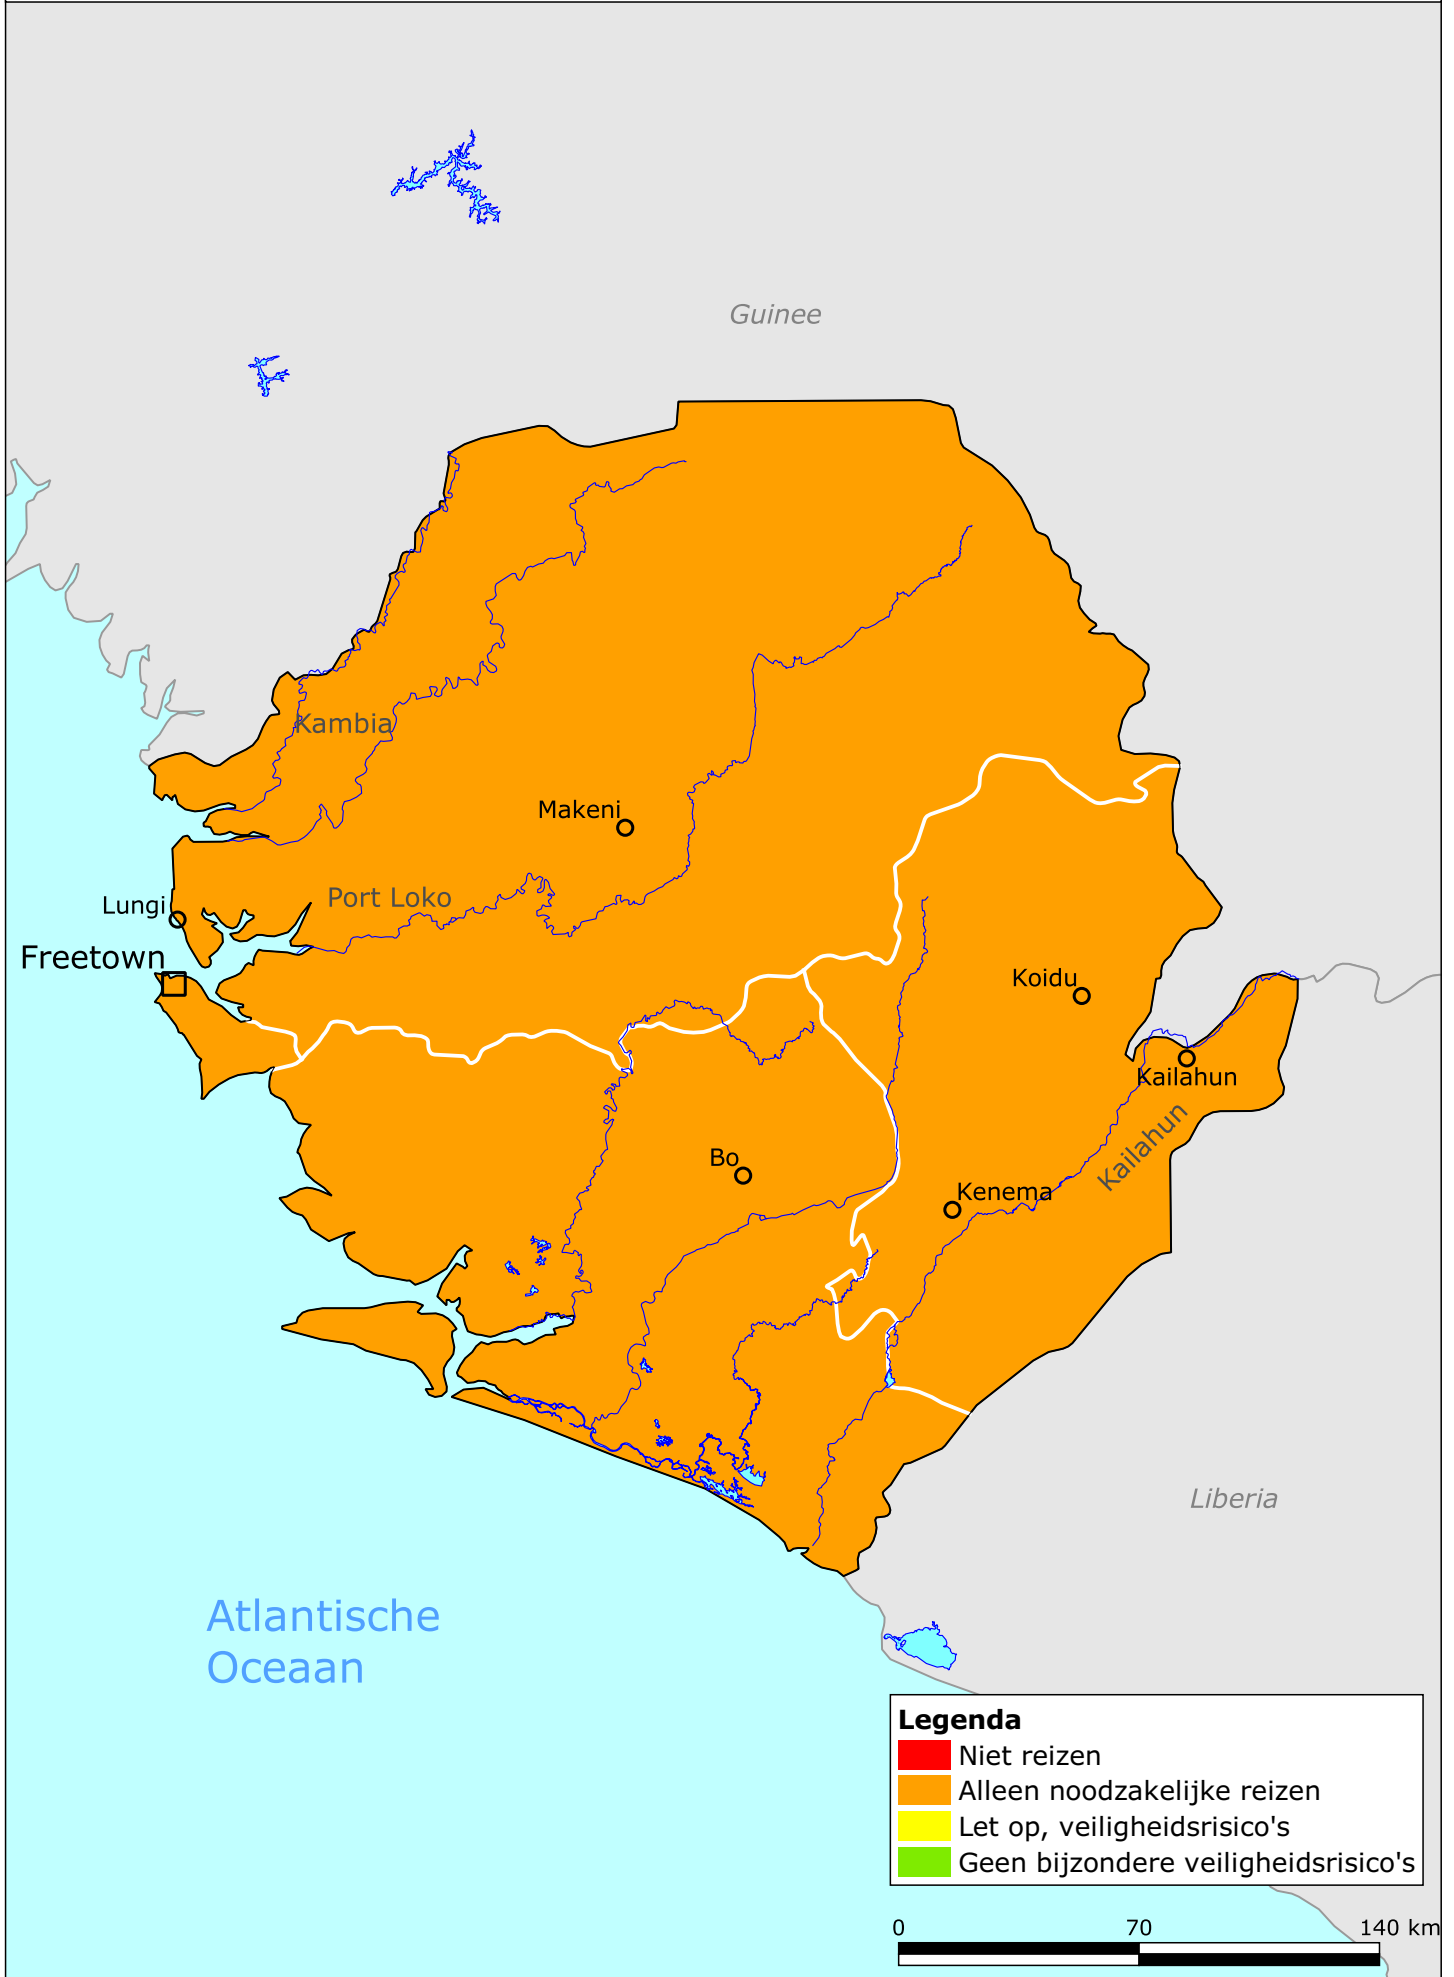 Guinee
Kambia
Makeni
Port Loko
Lungi
Freetown
Koidu
Kailahun
Kailahun
Bo
Kenema
Liberia
Atlantische
Oceaan
Legenda
Niet reizen
Alleen noodzakelijke reizen
Let op, veiligheidsrisico's
Geen bijzondere veiligheidsrisico's
0 70 140 km